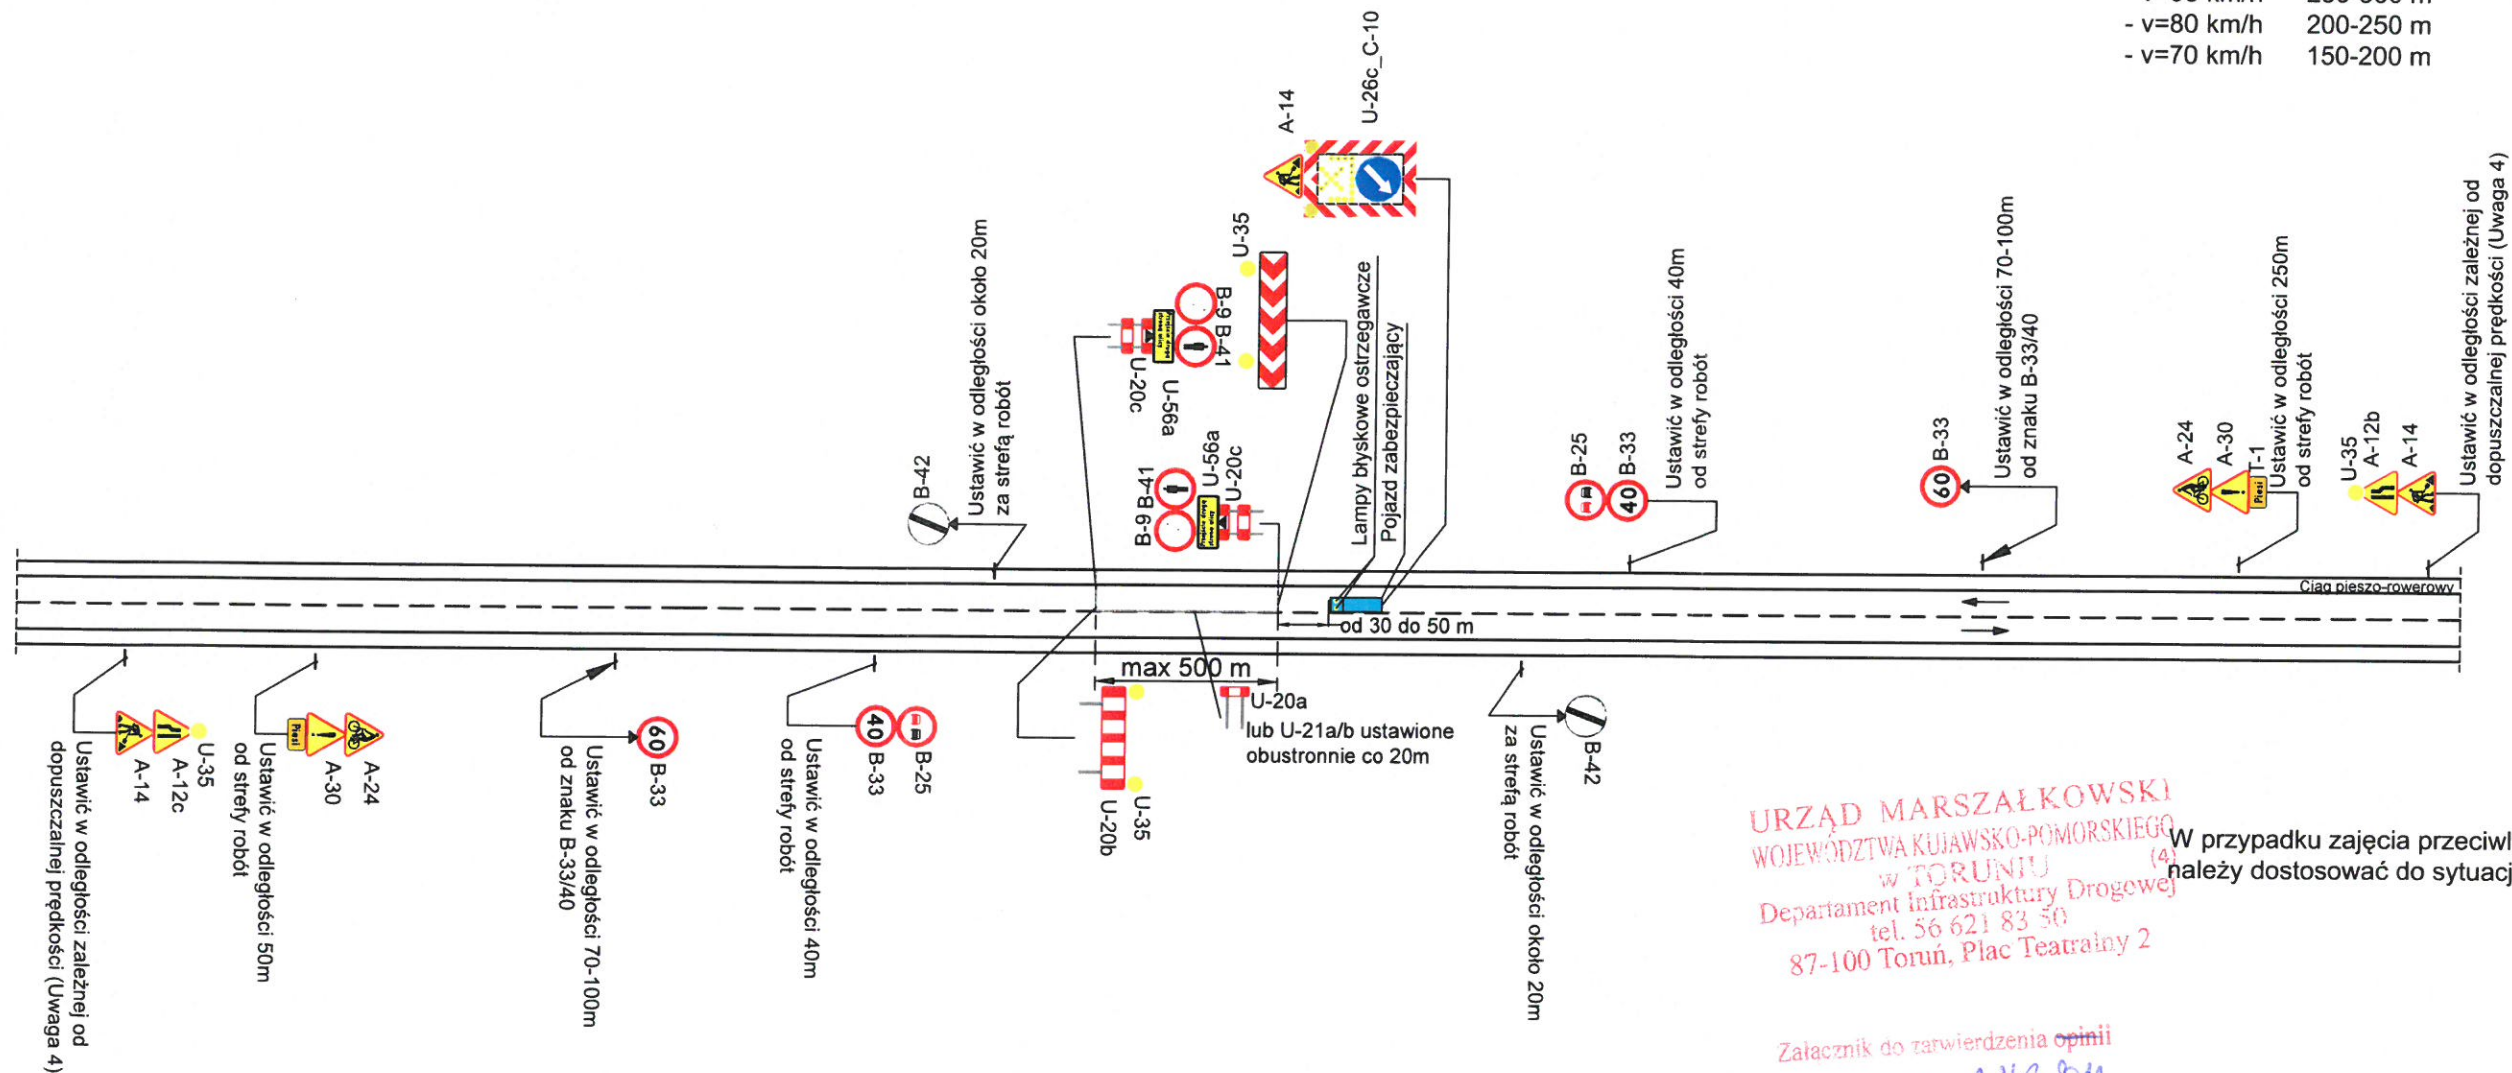 - v=80 km/h 200-250 m
- v=70 km/h 150-200 m
U-26c_C-10
A-14
U-35
B-9 B-41
U-20c
U-56a
Ustawić w odległości około 20m
za strefą robót
B-42
B-9 B-41
U-56a
U-20c
Lampy błyskowe ostrzegawcze
Pojazd zabezpieczający
Ustawić w odległości 40m
od strefy robót
B-25
B-33
40
Ustawić w odległości 70-100m
od znaku B-33/40
B-33
60
Ustawić w odległości 250m
od strefy robót
A-24
A-30
T-1
Piesi
Ustawić w odległości zależnej od
dopuszczalnej prędkości (Uwaga 4)
U-35
A-12b
A-14
Ciąg pieszo-rowerowy
od 30 do 50 m
max 500 m
U-20a
lub U-21a/b ustawione
obustronnie co 20m
U-35
U-20b
A-14
A-12c
U-35
Ustawić w odległości zależnej od
dopuszczalnej prędkości (Uwaga 4)
Piesi
A-30
A-24
Ustawić w odległości 50m
od strefy robót
60
B-33
Ustawić w odległości 70-100m
od znaku B-33/40
40
B-33
B-25
Ustawić w odległości 40m
od strefy robót
B-42
Ustawić w odległości około 20m
za strefą robót
URZĄD MARSZAŁKOWSKI
WOJEWÓDZTWA KUJAWSKO-POMORSKIEGO
w TORUNIU (4)
Departament Infrastruktury Drogowej
tel. 56 621 83 50
87-100 Toruń, Plac Teatralny 2
W przypadku zajęcia przeciwl
należy dostosować do sytuacj
Załącznik do zatwierdzenia opinii